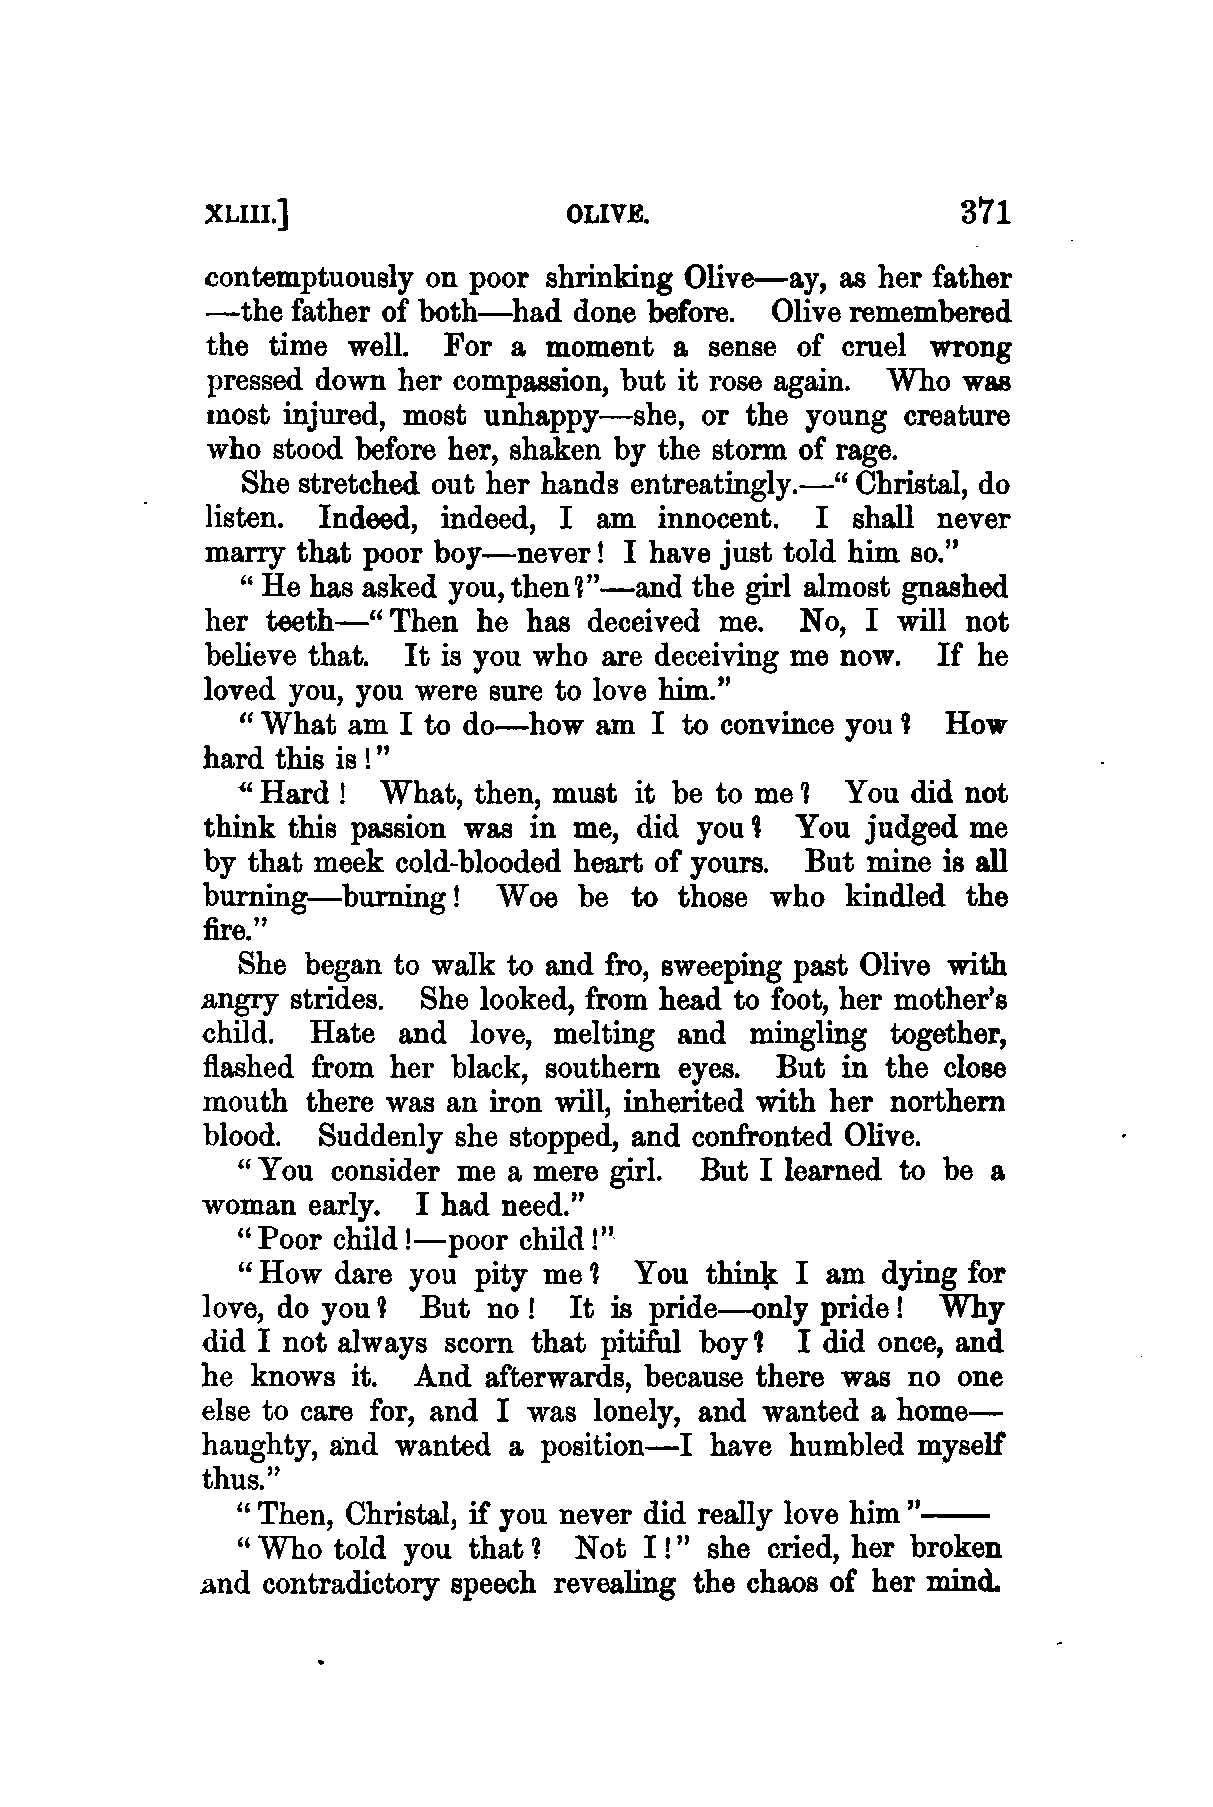 XLIII.] OLIVE. 371
contemptuously on poor shrinking Olive—ay, as her father
—the father of both—had done before. Olive remembered
the time well. For a moment a sense of cruel wrong
pressed down her compassion, but it rose again. Who was
most injured, most unhappy—she, or the young creature
who stood before her, shaken by the storm of rage.
She stretched out her hands entreatingly.—“Christal, do
listen. Indeed, indeed, I am innocent. I shall never
marry that poor boy—never! I have just told him so.”
“He has asked you, then?”—and the girl almost gnashed
her teeth—“Then he has deceived me. No, I will not
believe that. It is you who are deceiving me now. If he
loved you, you were sure to love him.”
“What am I to do—how am I to convince you? How
hard this is!”
“Hard! What, then, must it be to me? You did not
think this passion was in me, did you? You judged me
by that meek cold-blooded heart of yours. But mine is all
burning—burning! Woe be to those who kindled the
fire.”
She began to walk to and fro, sweeping past Olive with
angry strides. She looked, from head to foot, her mother’s
child. Hate and love, melting and mingling together,
flashed from her black, southern eyes. But in the close
mouth there was an iron will, inherited with her northern
blood. Suddenly she stopped, and confronted Olive.
“You consider me a mere girl. But I learned to be a
woman early. I had need.”
“Poor child!—poor child!”
“How dare you pity me? You think I am dying for
love, do you? But no! It is pride—only pride! Why
did I not always scorn that pitiful boy? I did once, and
he knows it. And afterwards, because there was no one
else to care for, and I was lonely, and wanted a home—
haughty, and wanted a position—I have humbled myself
thus.”
“Then, Christal, if you never did really love him”——
“Who told you that? Not I!” she cried, her broken
and contradictory speech revealing the chaos of her mind.